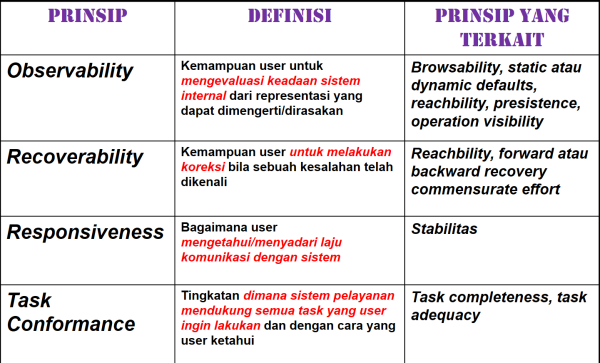 PRINSIP
DEFINISI
PRINSIP YANG
TERKAIT
Observability
Kemampuan user untuk
mengevaluasi keadaan sistem
internal dari representasi yang
dapat dimengerti/dirasakan
Browsability, static atau
dynamic defaults,
reachbility, presistence,
operation visibility
Recoverability
Kemampuan user untuk melakukan
koreksi bila sebuah kesalahan telah
dikenali
Reachbility, forward atau
backward recovery
commensurate effort
Responsiveness
Bagaimana user
mengetahui/menyadari laju
komunikasi dengan sistem
Stabilitas
Task
Conformance
Tingkatan dimana sistem pelayanan
mendukung semua task yang user
ingin lakukan dan dengan cara yang
user ketahui
Task completeness, task
adequacy